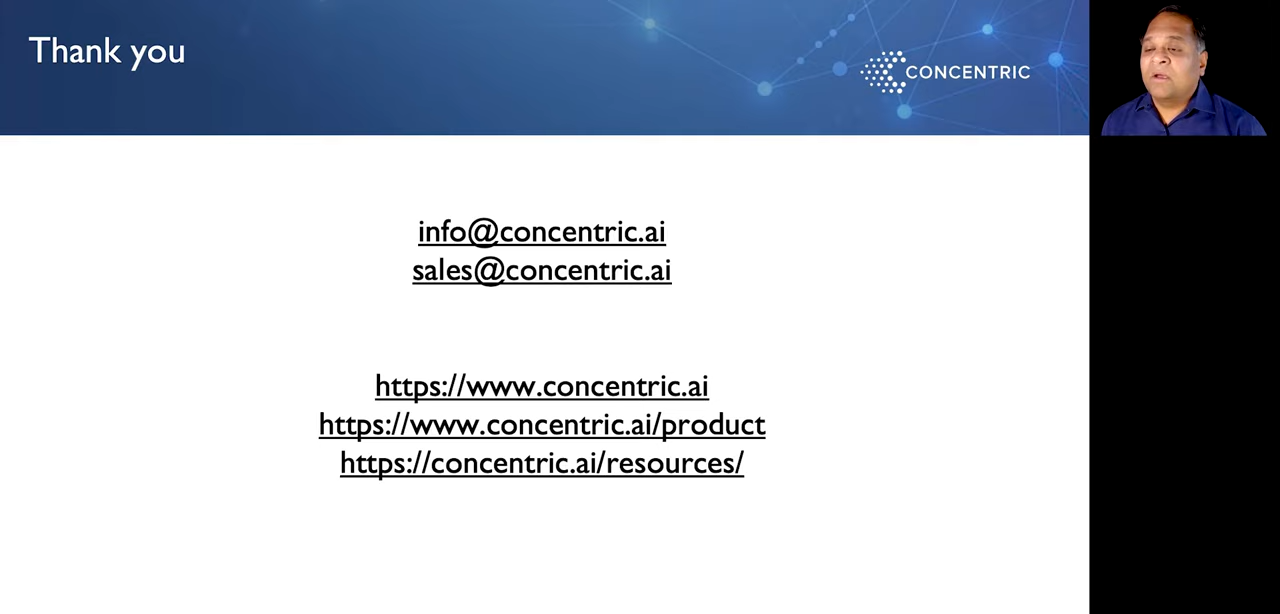 Thank you
CONCENTRIC
info@concentric.ai
sales@concentric.ai
https://www.concentric.ai
https://www.concentric.ai/product
https://concentric.ai/resources/